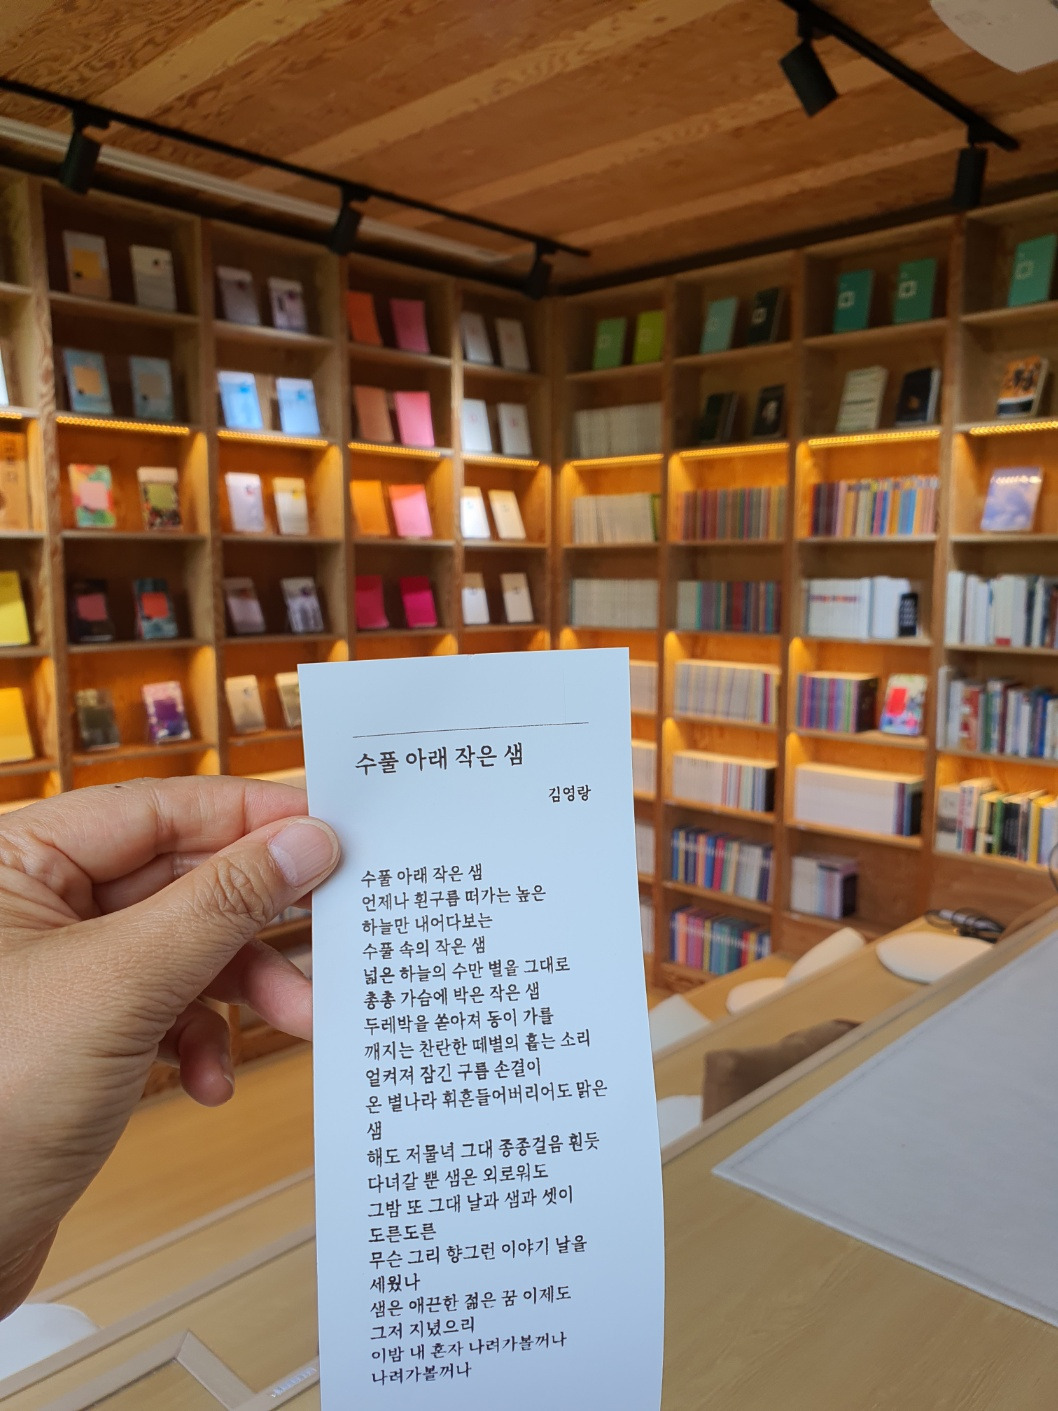 수풀 아래 작은 샘
김영랑
수풀 아래 작은 샘
언제나 흰구름 떠가는 높은
하늘만 내어다보는
수풀 속의 작은 샘
넓은 하늘의 수만 별을 그대로
총총 가슴에 박은 작은 샘
두레박을 쏟아져 동이 가를
깨지는 찬란한 떼별의 흩는 소리
얼켜져 잠긴 구름 손결이
온 별나라 휘흔들어버리어도 맑은
샘
해도 저물녁 그대 종종걸음 훤듯
다녀갈 뿐 샘은 외로워도
그밤 또 그대 날과 샘과 셋이
도른도른
무슨 그리 향그런 이야기 날을
세웠나
샘은 애끈한 젊은 꿈 이제도
그저 지녔으리
이밤 내 혼자 나려가볼꺼나
나려가볼꺼나